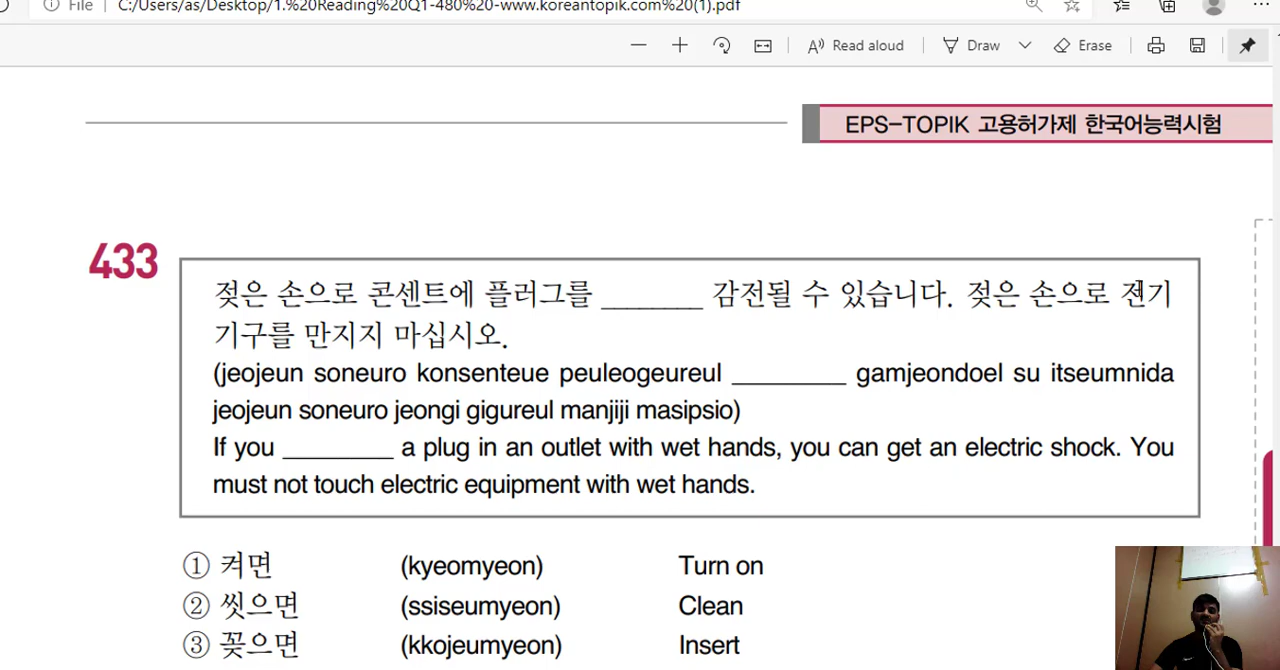 File | C:/Users/as/Desktop/1.%20Reading%20Q1-480%20-www.koreantopik.com%20(1).pdf
Read aloud | Draw | Erase
EPS-TOPIK 고용허가제 한국어능력시험
433
젖은 손으로 콘센트에 플러그를 ________ 감전될 수 있습니다. 젖은 손으로 전기
기구를 만지지 마십시오.
(jeojeun soneuro konsenteue peuleogeureul ________ gamjeondoel su itseumnida
jeojeun soneuro jeongi gigureul manjiji masipsio)
If you ________ a plug in an outlet with wet hands, you can get an electric shock. You
must not touch electric equipment with wet hands.
① 켜면 (kyeomyeon) Turn on
② 씻으면 (ssiseumyeon) Clean
③ 꽂으면 (kkojeumyeon) Insert